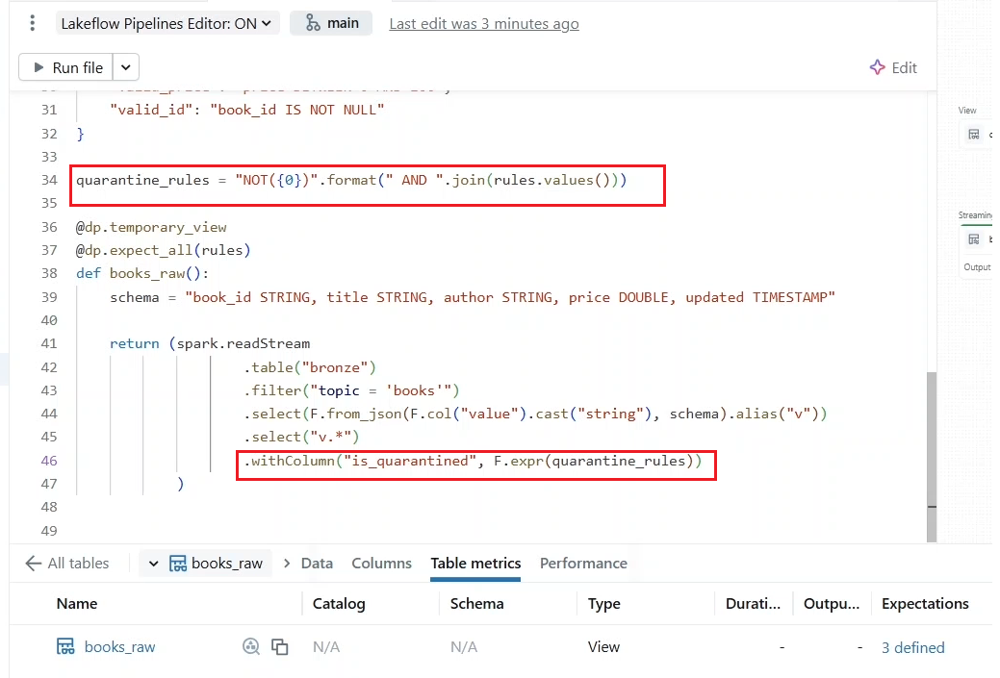 Lakeflow Pipelines Editor: ON main Last edit was 3 minutes ago
Run file Edit
31 "valid_id": "book_id IS NOT NULL"
32 }
33
34 quarantine_rules = "NOT({0})".format(" AND ".join(rules.values()))
35
36 @dp.temporary_view
37 @dp.expect_all(rules)
38 def books_raw():
39 schema = "book_id STRING, title STRING, author STRING, price DOUBLE, updated TIMESTAMP"
40
41 return (spark.readStream
42 .table("bronze")
43 .filter("topic = 'books'")
44 .select(F.from_json(F.col("value").cast("string"), schema).alias("v"))
45 .select("v.*")
46 .withColumn("is_quarantined", F.expr(quarantine_rules))
47 )
48
49
All tables books_raw Data Columns Table metrics Performance
Name Catalog Schema Type Durati... Outpu... Expectations
books_raw N/A N/A View - - 3 defined
View
Streaming
Output